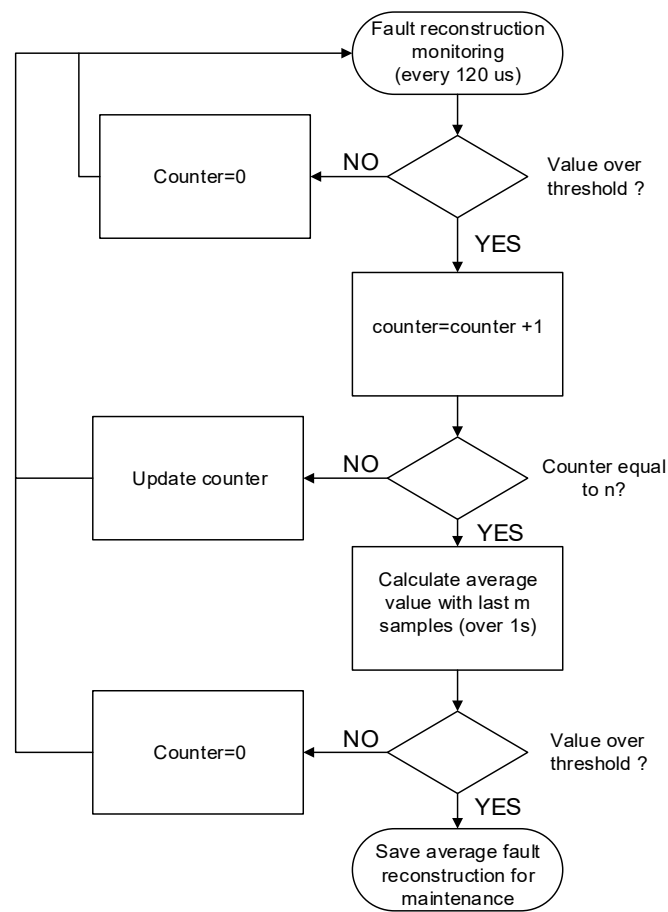 Fault reconstruction
monitoring
(every 120 us)
NO
Counter=0
Value over
threshold ?
YES
counter=counter +1
NO
Update counter
Counter equal
to n?
YES
Calculate average
value with last m
samples (over 1s)
NO
Counter=0
Value over
threshold ?
YES
Save average fault
reconstruction for
maintenance